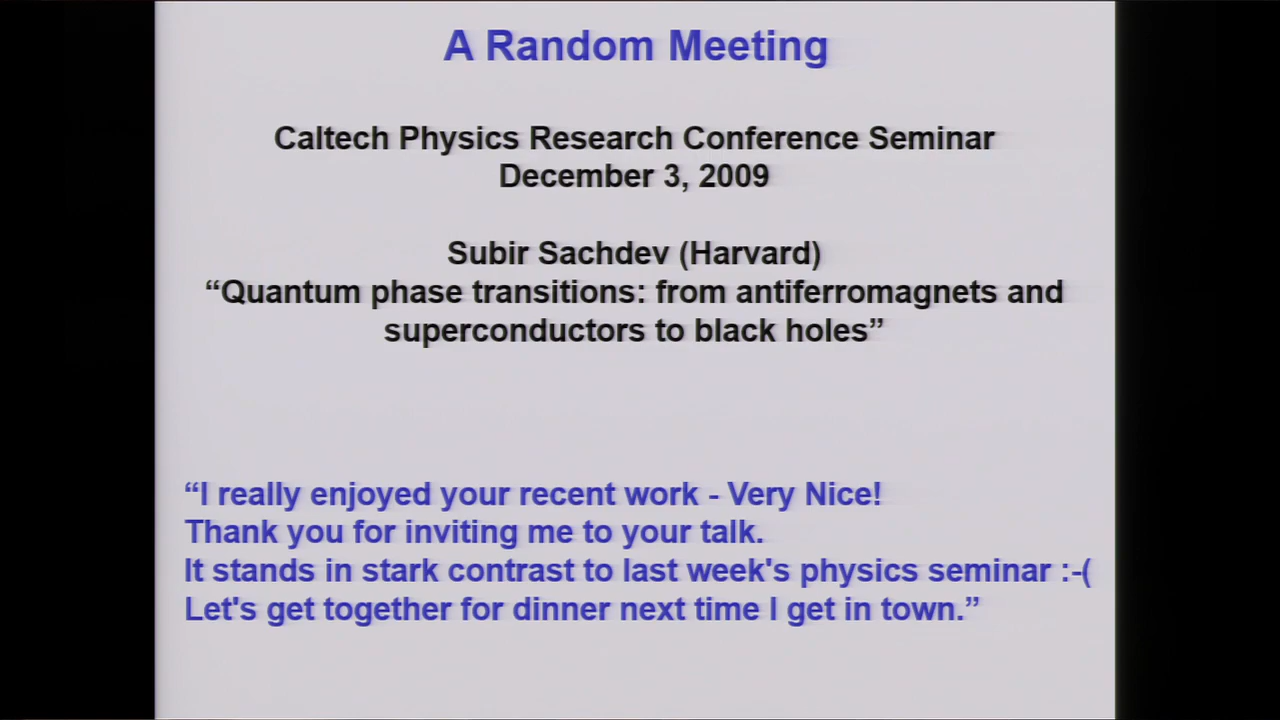 A Random Meeting
Caltech Physics Research Conference Seminar
December 3, 2009
Subir Sachdev (Harvard)
“Quantum phase transitions: from antiferromagnets and
superconductors to black holes”
“I really enjoyed your recent work - Very Nice!
Thank you for inviting me to your talk.
It stands in stark contrast to last week's physics seminar :-(
Let's get together for dinner next time I get in town.”